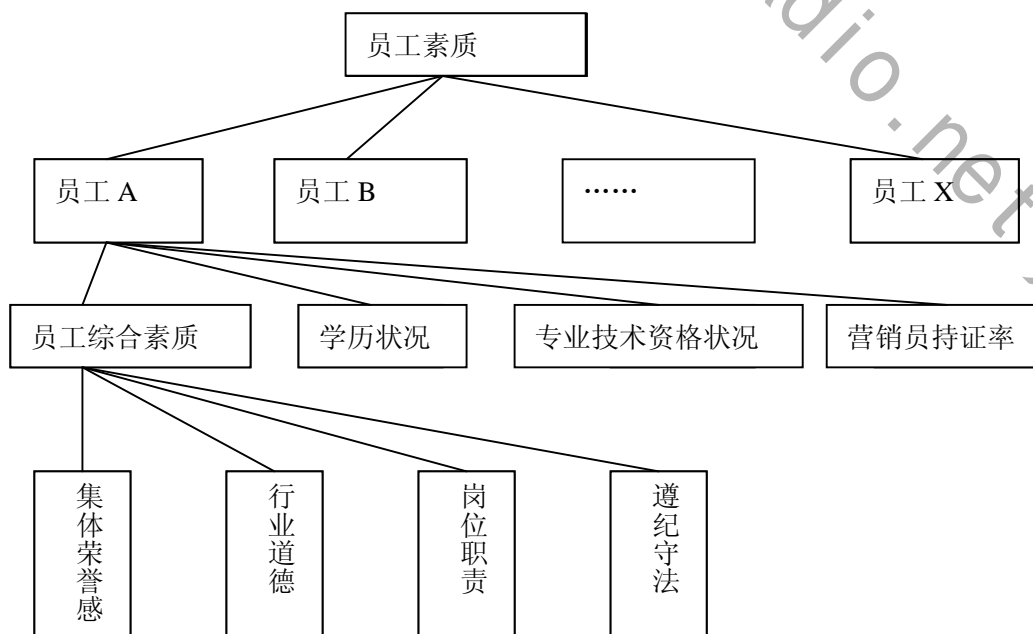 员工素质
员工 A
员工 B
……
员工 X
员工综合素质
学历状况
专业技术资格状况
营销员持证率
集体荣誉感
行业道德
岗位职责
遵纪守法
dio.net